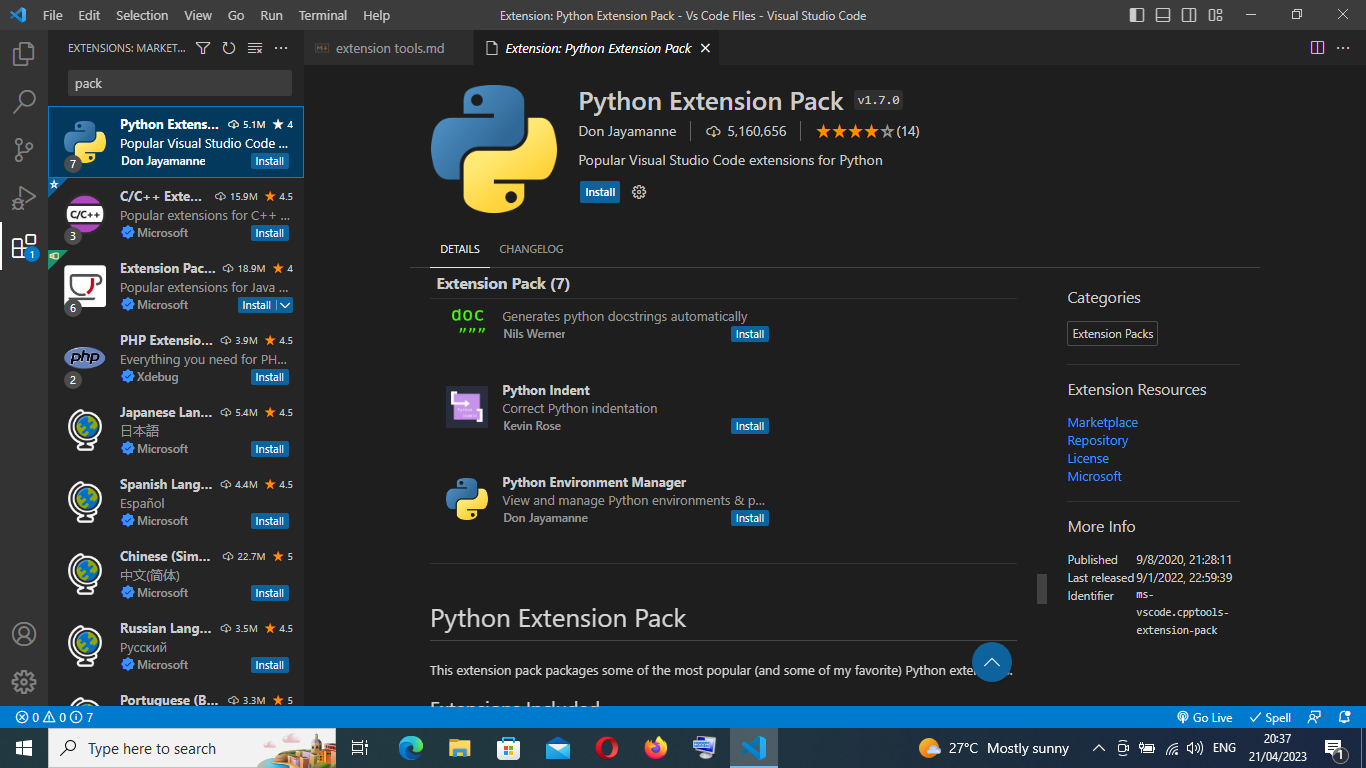 File Edit Selection View Go Run Terminal Help
Extension: Python Extension Pack - Vs Code FIles - Visual Studio Code
EXTENSIONS: MARKET...
pack
Python Extens... 5.1M ★ 4
Popular Visual Studio Code ...
Don Jayamanne Install
7
C/C++
C/C++ Exte... 15.9M ★ 4.5
Popular extensions for C++ ...
Microsoft Install
3
Extension Pac... 18.9M ★ 4
Popular extensions for Java ...
Microsoft Install
6
php
PHP Extensio... 3.9M ★ 4.5
Everything you need for PH...
Xdebug Install
2
Japanese Lan... 5.4M ★ 4.5
日本語
Microsoft Install
Spanish Lang... 4.4M ★ 4.5
Español
Microsoft Install
Chinese (Sim... 22.7M ★ 5
中文(简体)
Microsoft Install
Russian Lang... 3.5M ★ 4.5
Русский
Microsoft Install
Portuguese (B... 3.3M ★ 5
1
extension tools.md
Extension: Python Extension Pack
Python Extension Pack v1.7.0
Don Jayamanne 5,160,656 ★★★★☆(14)
Popular Visual Studio Code extensions for Python
Install
DETAILS CHANGELOG
Extension Pack (7)
doc
"""
Generates python docstrings automatically
Nils Werner Install
Python Indent
Correct Python indentation
Kevin Rose Install
Python Environment Manager
View and manage Python environments & p...
Don Jayamanne Install
Python Extension Pack
This extension pack packages some of the most popular (and some of my favorite) Python
Extensions Included
Categories
Extension Packs
Extension Resources
Marketplace
Repository
License
Microsoft
More Info
Published 9/8/2020, 21:28:11
Last released 9/1/2022, 22:59:39
Identifier ms-
vscode.cpptools-
extension-pack
0 0 7
Go Live Spell
Type here to search
27°C Mostly sunny
ENG
20:37
21/04/2023
1